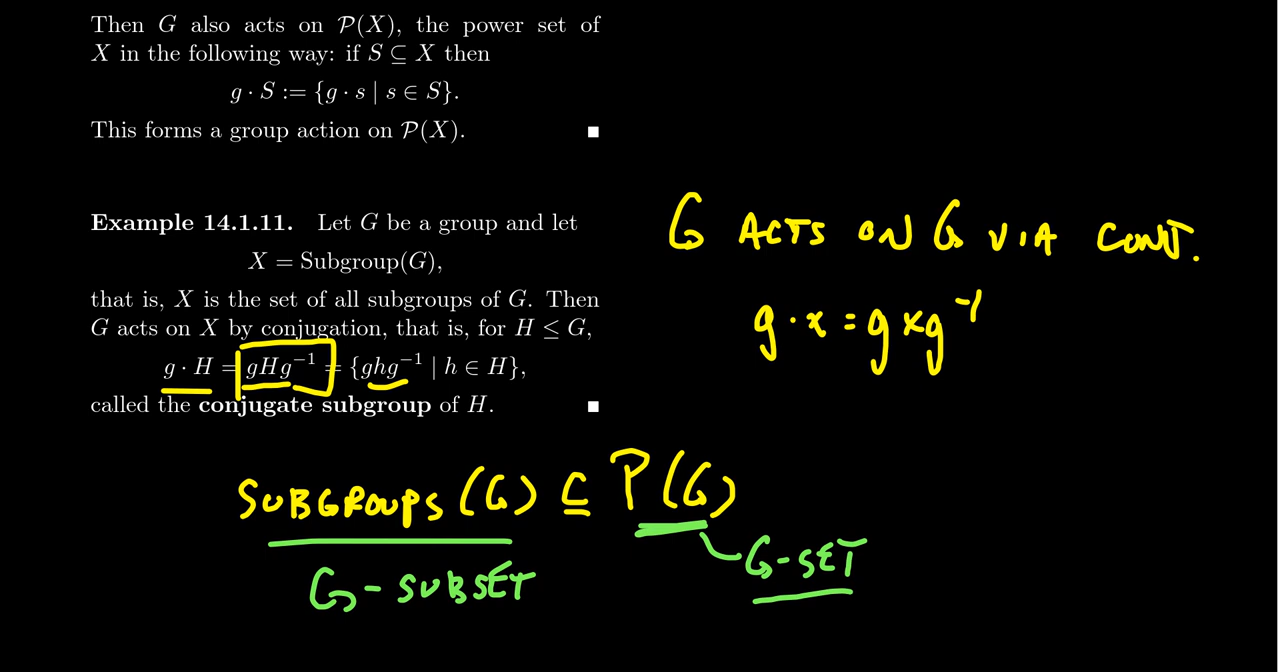 Then G also acts on 𝒫(X), the power set of
X in the following way: if S ⊆ X then
g · S := {g · s | s ∈ S}.
This forms a group action on 𝒫(X). ■
Example 14.1.11. Let G be a group and let
X = Subgroup(G),
that is, X is the set of all subgroups of G. Then
G acts on X by conjugation, that is, for H ≤ G,
g · H = gHg⁻¹ = {ghg⁻¹ | h ∈ H},
called the conjugate subgroup of H. ■
G ACTS ON G VIA CONJ.
g · x = g x g⁻¹
SUBGROUPS (G) ⊆ P(G)
G-SET
G-SUBSET